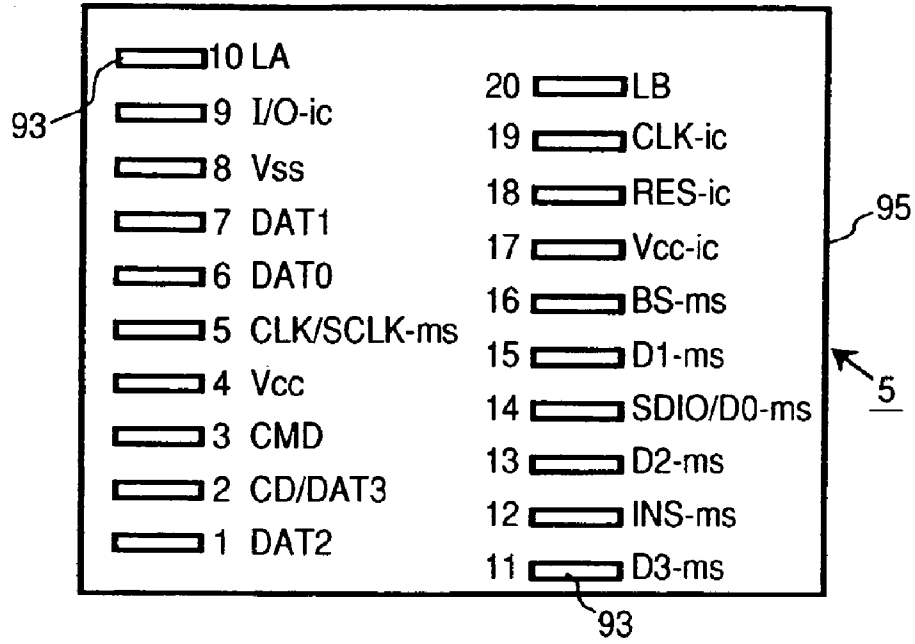 10 LA
93
9 I/O-ic
8 Vss
7 DAT1
6 DAT0
5 CLK/SCLK-ms
4 Vcc
3 CMD
2 CD/DAT3
1 DAT2
20 LB
19 CLK-ic
18 RES-ic
17 Vcc-ic
16 BS-ms
15 D1-ms
14 SDIO/D0-ms
13 D2-ms
12 INS-ms
11 D3-ms
93
95
5